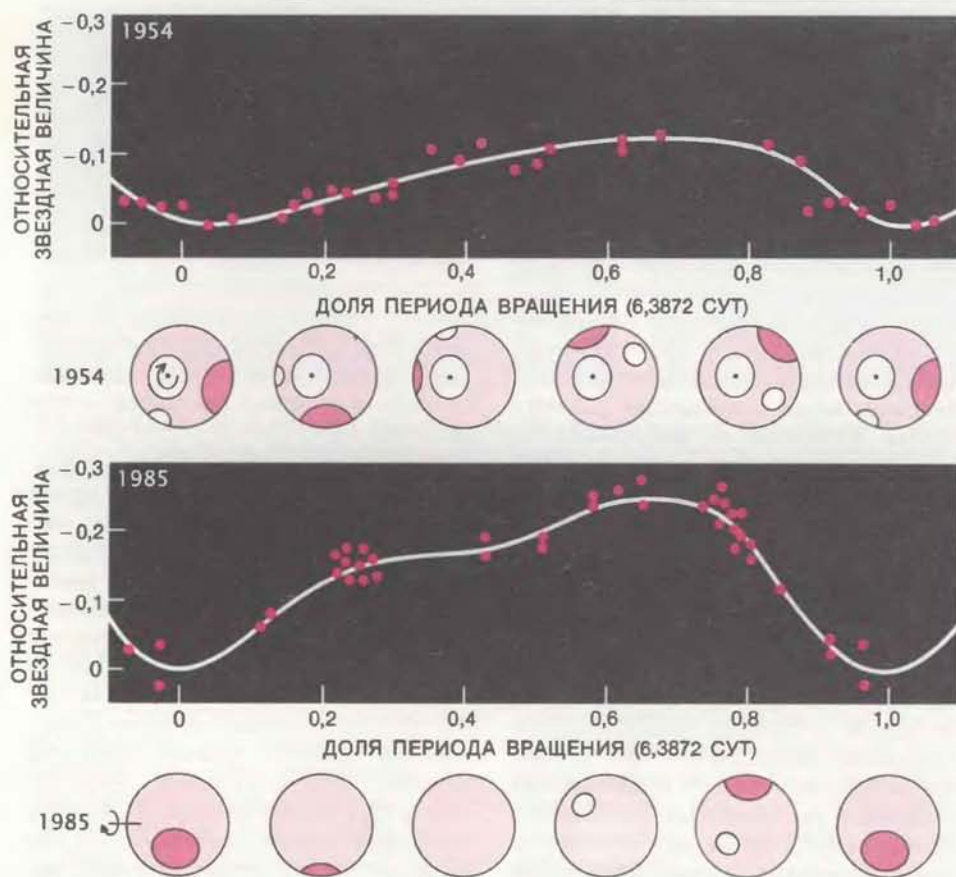 ОТНОСИТЕЛЬНАЯ
ЗВЕЗДНАЯ ВЕЛИЧИНА
1954
−0,3
−0,2
−0,1
0
0 0,2 0,4 0,6 0,8 1,0
ДОЛЯ ПЕРИОДА ВРАЩЕНИЯ (6,3872 СУТ)
1954
ОТНОСИТЕЛЬНАЯ
ЗВЕЗДНАЯ ВЕЛИЧИНА
1985
−0,3
−0,2
−0,1
0
0 0,2 0,4 0,6 0,8 1,0
ДОЛЯ ПЕРИОДА ВРАЩЕНИЯ (6,3872 СУТ)
1985